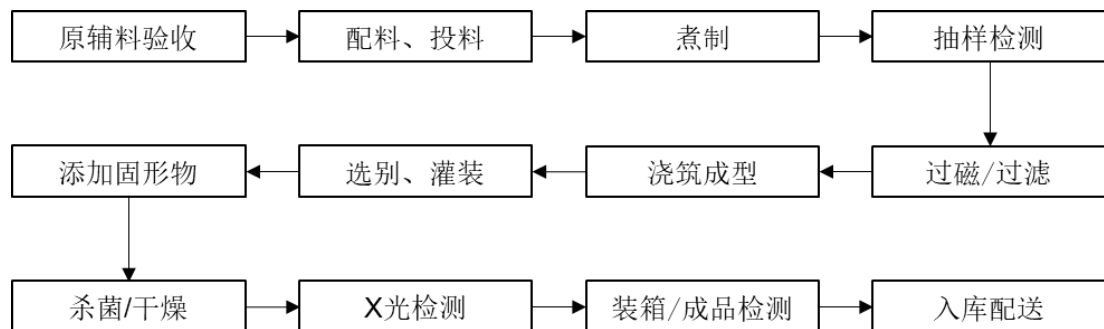 原辅料验收
配料、投料
煮制
抽样检测
过磁/过滤
浇筑成型
选别、灌装
添加固形物
杀菌/干燥
X光检测
装箱/成品检测
入库配送